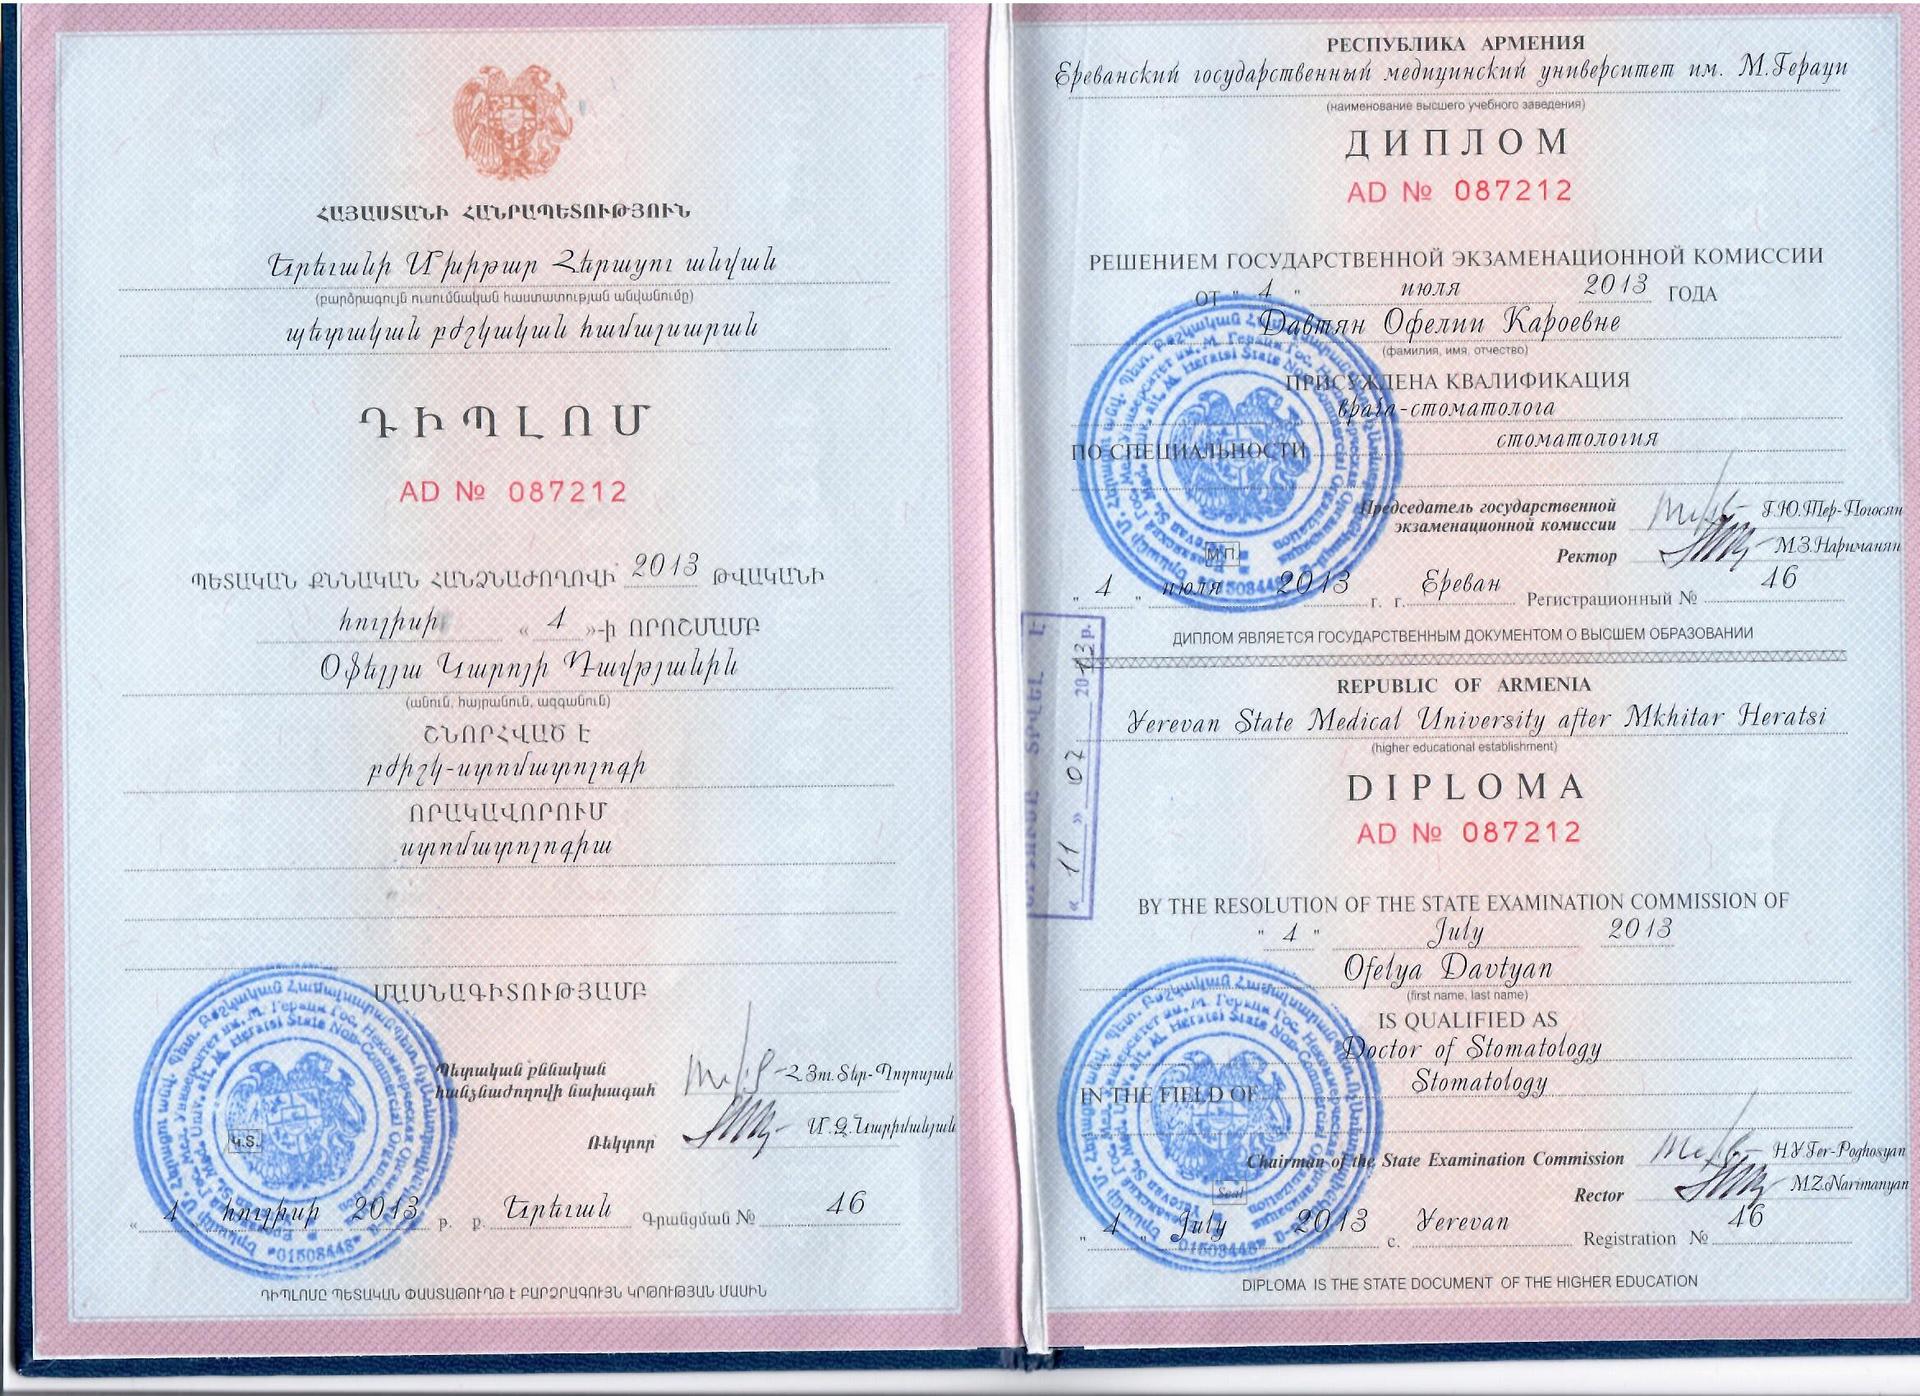 ՀԱՅԱՍՏԱՆԻ ՀԱՆՐԱՊԵՏՈՒԹՅՈՒՆ
Երևանի Մխիթար Հերացու անվան
(բարձրագույն ուսումնական հաստատության անվանումը)
պետական բժշկական համալսարան
ԴԻՊԼՈՄ
AD № 087212
ՊԵՏԱԿԱՆ ՔՆՆԱԿԱՆ ՀԱՆՁՆԱԺՈՂՈՎԻ 2013 ԹՎԱԿԱՆԻ
հուլիսի « 4 »-ի ՈՐՈՇՄԱՄԲ
Օֆելյա Կարոյի Դավթյանին
(անուն, հայրանուն, ազգանուն)
ՇՆՈՐՀՎԱԾ Է
բժիշկ-ստոմատոլոգի
ՈՐԱԿԱՎՈՐՈՒՄ
ստոմատոլոգիա
ՄԱՍՆԱԳԻՏՈՒԹՅԱՄԲ
Պետական քննական
հանձնաժողովի նախագահ Հ.Յու.Տեր-Պողոսյան
Ռեկտոր Մ.Զ.Նարիմանյան
Կ.Տ.
« 4 հուլիսի 2013 թ. ք. Երևան Գրանցման № 46
ԴԻՊԼՈՄԸ ՊԵՏԱԿԱՆ ՓԱՍՏԱԹՈՒՂԹ Է ԲԱՐՁՐԱԳՈՒՅՆ ԿՐԹՈՒԹՅԱՆ ՄԱՍԻՆ
РЕСПУБЛИКА АРМЕНИЯ
Ереванский государственный медицинский университет им. М.Гераци
(наименование высшего учебного заведения)
ДИПЛОМ
AD № 087212
РЕШЕНИЕМ ГОСУДАРСТВЕННОЙ ЭКЗАМЕНАЦИОННОЙ КОМИССИИ
ОТ " 4 " июля 2013 ГОДА
Давтян Офелии Кароевне
(фамилия, имя, отчество)
ПРИСУЖДЕНА КВАЛИФИКАЦИЯ
врача-стоматолога
ПО СПЕЦИАЛЬНОСТИ стоматология
Председатель государственной
экзаменационной комиссии Г.Ю.Тер-Погосян
Ректор М.З.Нариманян
М.П.
" 4 " июля 2013 г. г. Ереван Регистрационный № 46
ДИПЛОМ ЯВЛЯЕТСЯ ГОСУДАРСТВЕННЫМ ДОКУМЕНТОМ О ВЫСШЕМ ОБРАЗОВАНИИ
« 11 » 07 2013 թ.
REPUBLIC OF ARMENIA
Yerevan State Medical University after Mkhitar Heratsi
(higher educational establishment)
DIPLOMA
AD № 087212
BY THE RESOLUTION OF THE STATE EXAMINATION COMMISSION OF
" 4 " July 2013
Ofelya Davtyan
(first name, last name)
IS QUALIFIED AS
Doctor of Stomatology
IN THE FIELD OF Stomatology
Chairman of the State Examination Commission H.Y.Ter-Poghosyan
Rector M.Z.Narimanyan
Seal
" 4 " July 2013 c. Yerevan Registration № 46
DIPLOMA IS THE STATE DOCUMENT OF THE HIGHER EDUCATION